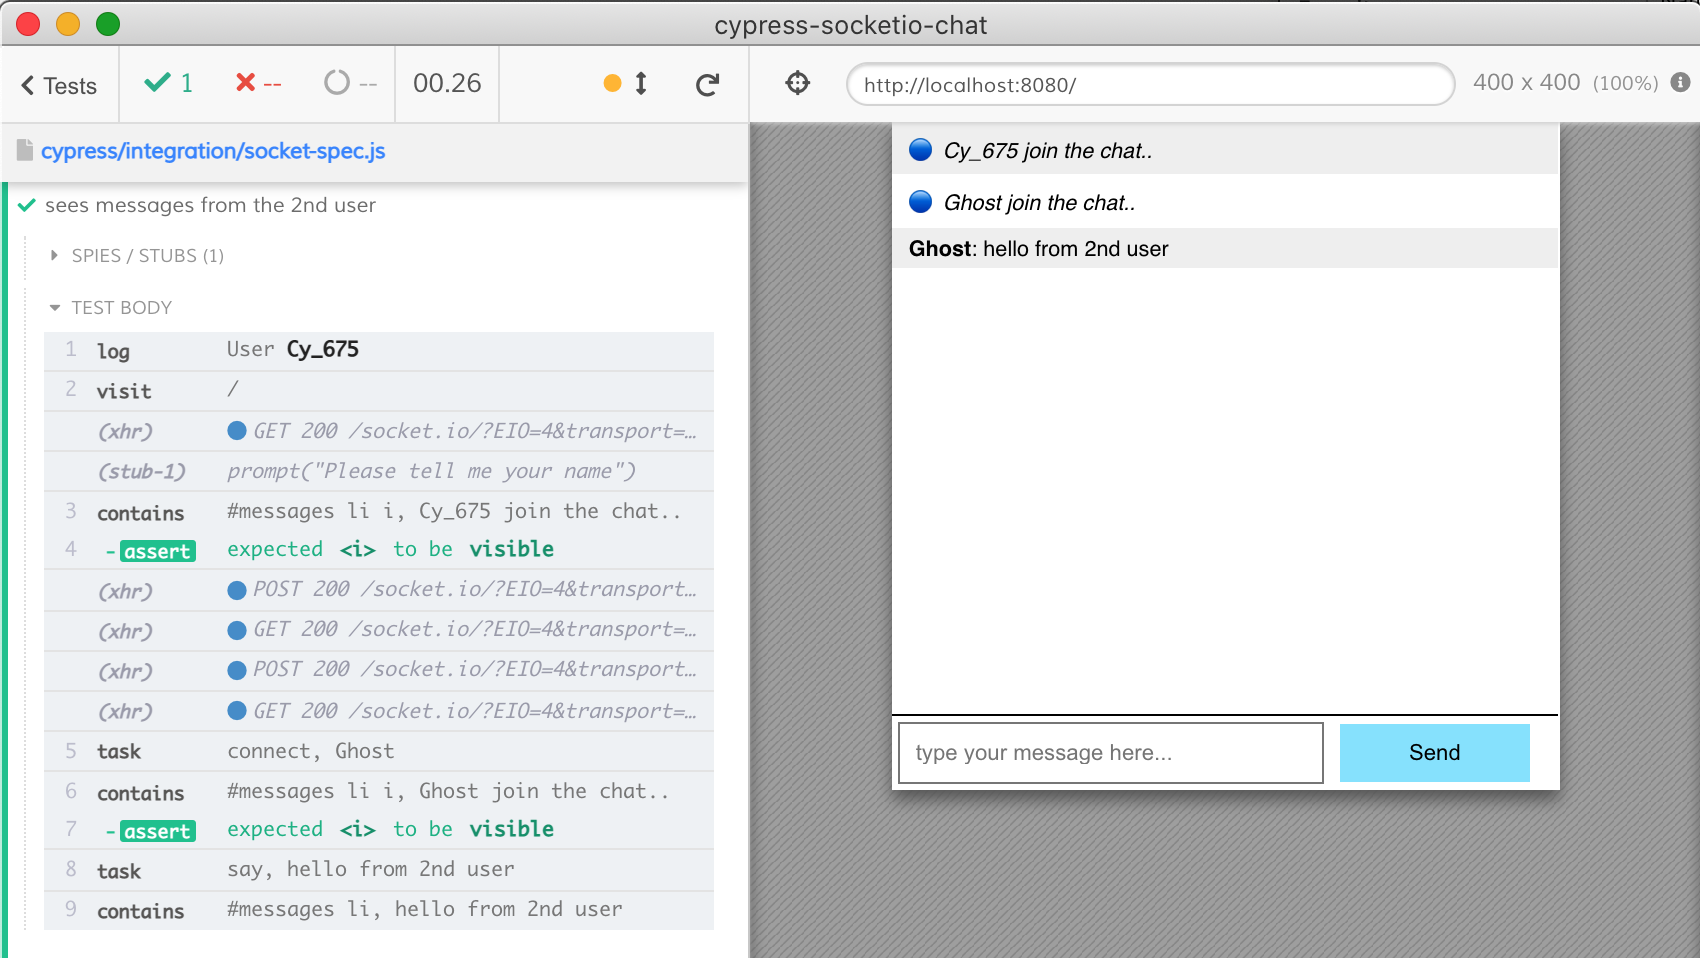 cypress-socketio-chat
Tests
1
--
--
00.26
http://localhost:8080/
400 x 400 (100%)
cypress/integration/socket-spec.js
sees messages from the 2nd user
SPIES / STUBS (1)
TEST BODY
1 log User Cy_675
2 visit /
(xhr) GET 200 /socket.io/?EIO=4&transport=…
(stub-1) prompt("Please tell me your name")
3 contains #messages li i, Cy_675 join the chat..
4 -assert expected <i> to be visible
(xhr) POST 200 /socket.io/?EIO=4&transport…
(xhr) GET 200 /socket.io/?EIO=4&transport=…
(xhr) POST 200 /socket.io/?EIO=4&transport…
(xhr) GET 200 /socket.io/?EIO=4&transport=…
5 task connect, Ghost
6 contains #messages li i, Ghost join the chat..
7 -assert expected <i> to be visible
8 task say, hello from 2nd user
9 contains #messages li, hello from 2nd user
Cy_675 join the chat..
Ghost join the chat..
Ghost: hello from 2nd user
type your message here...
Send